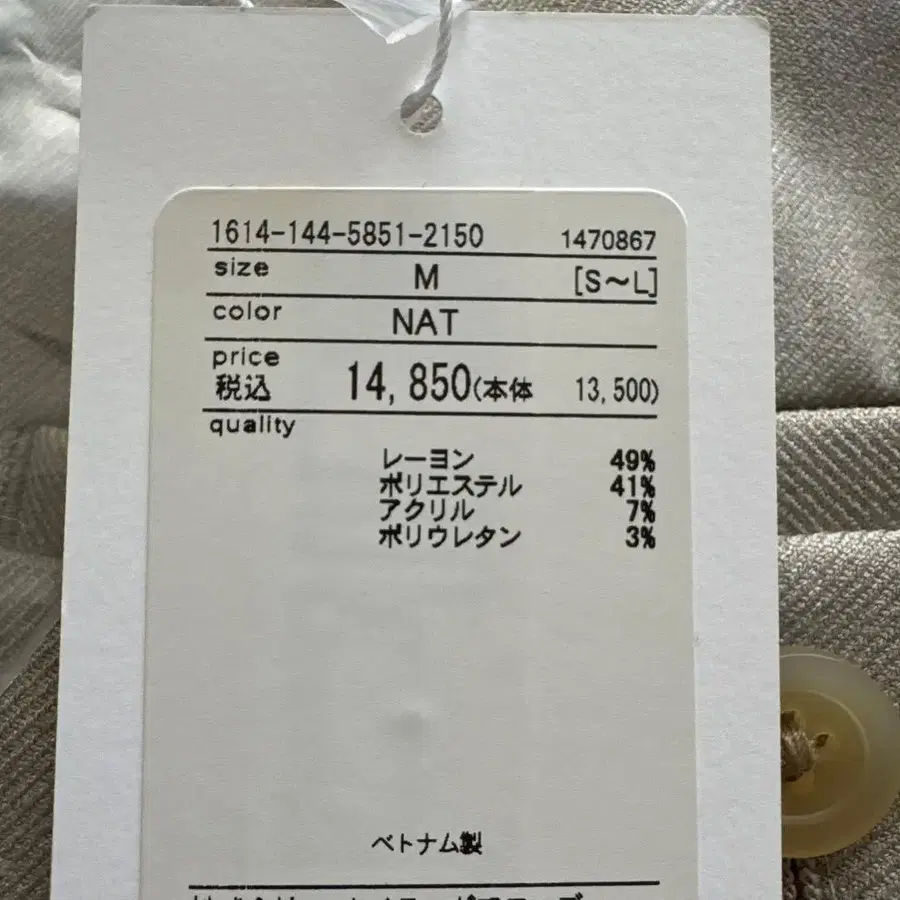 1614-144-5851-2150 1470867
size M [S〜L]
color NAT
price
税込 14,850(本体 13,500)
quality
レーヨン 49%
ポリエステル 41%
アクリル 7%
ポリウレタン 3%
ベトナム製